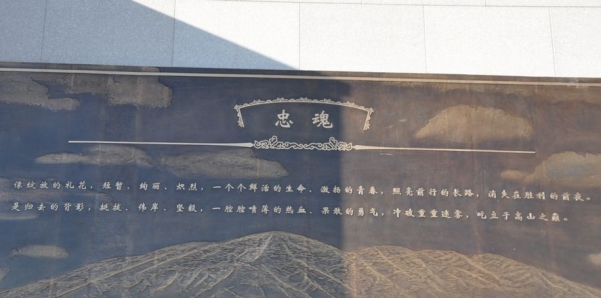 忠魂
像绽放的礼花，短暂、绚丽、炽烈，一个个鲜活的生命、激扬的青春，照亮前行的长路，消失在胜利的前夜。
是归去的背影，挺拔、伟岸、坚毅，一腔腔喷薄的热血、果敢的勇气，冲破重重迷雾，屹立于高山之巅。